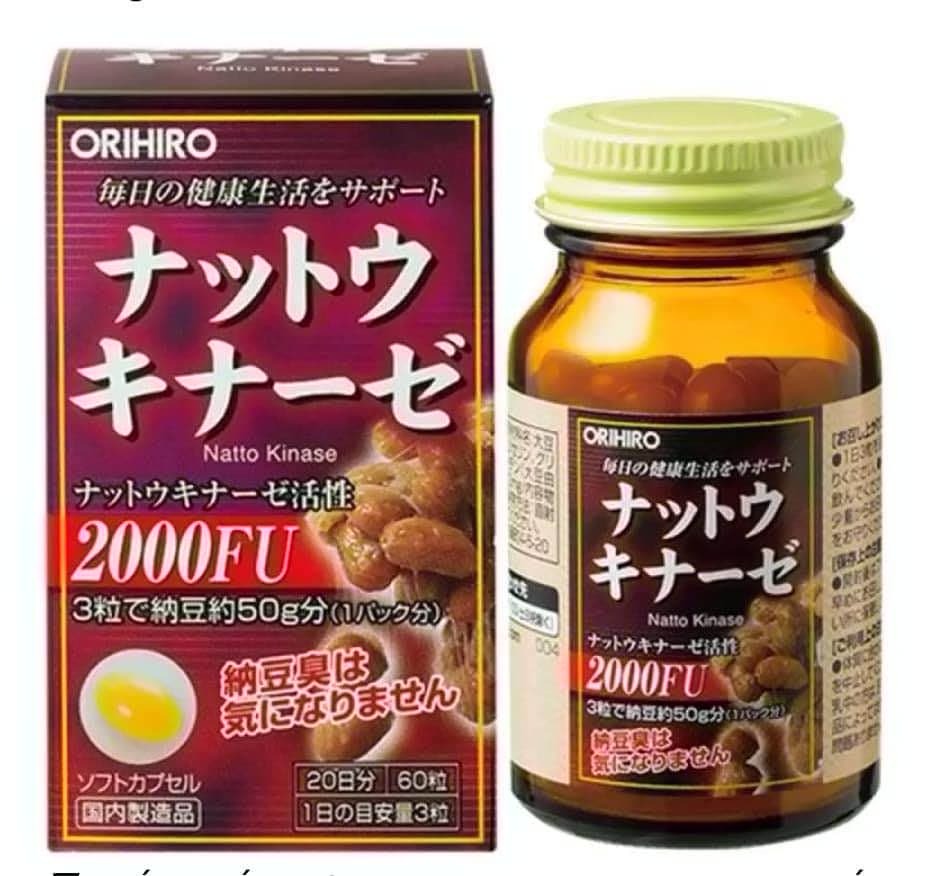 Natto Kinase
ORIHIRO
毎日の健康生活をサポート
ナットウ
キナーゼ
Natto Kinase
ナットウキナーゼ活性
2000FU
3粒で納豆約50g分(1パック分)
納豆臭は
気になりません
ソフトカプセル
国内製造品
20日分 60粒
1日の目安量3粒
ORIHIRO
毎日の健康生活をサポート
ナットウ
キナーゼ
Natto Kinase
ナットウキナーゼ活性
2000FU
3粒で納豆約50g分(1パック分)
納豆臭は
気になりません
004